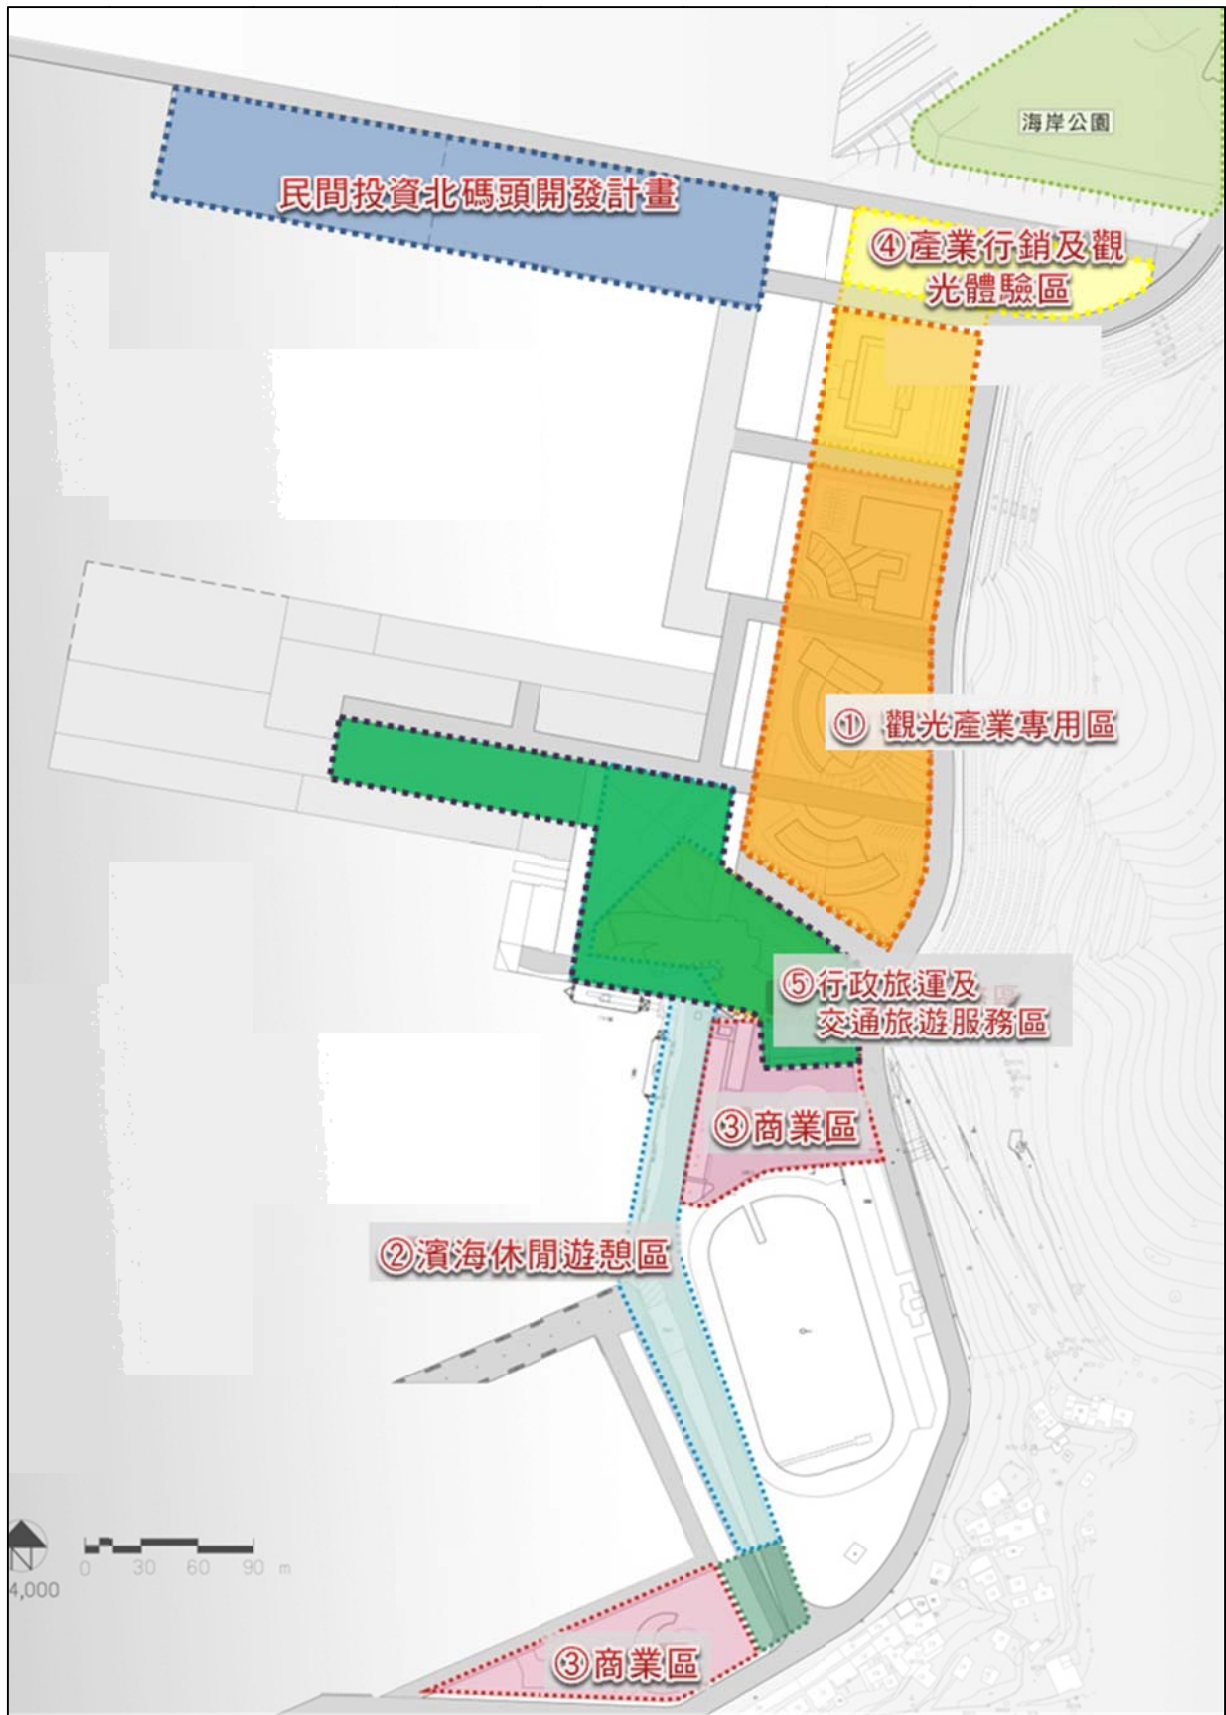 海岸公園
民間投資北碼頭開發計畫
④產業行銷及觀
光體驗區
① 觀光產業專用區
⑤行政旅運及
交通旅遊服務區
③商業區
②濱海休閒遊憩區
N
0 30 60 90 m
4,000
③商業區